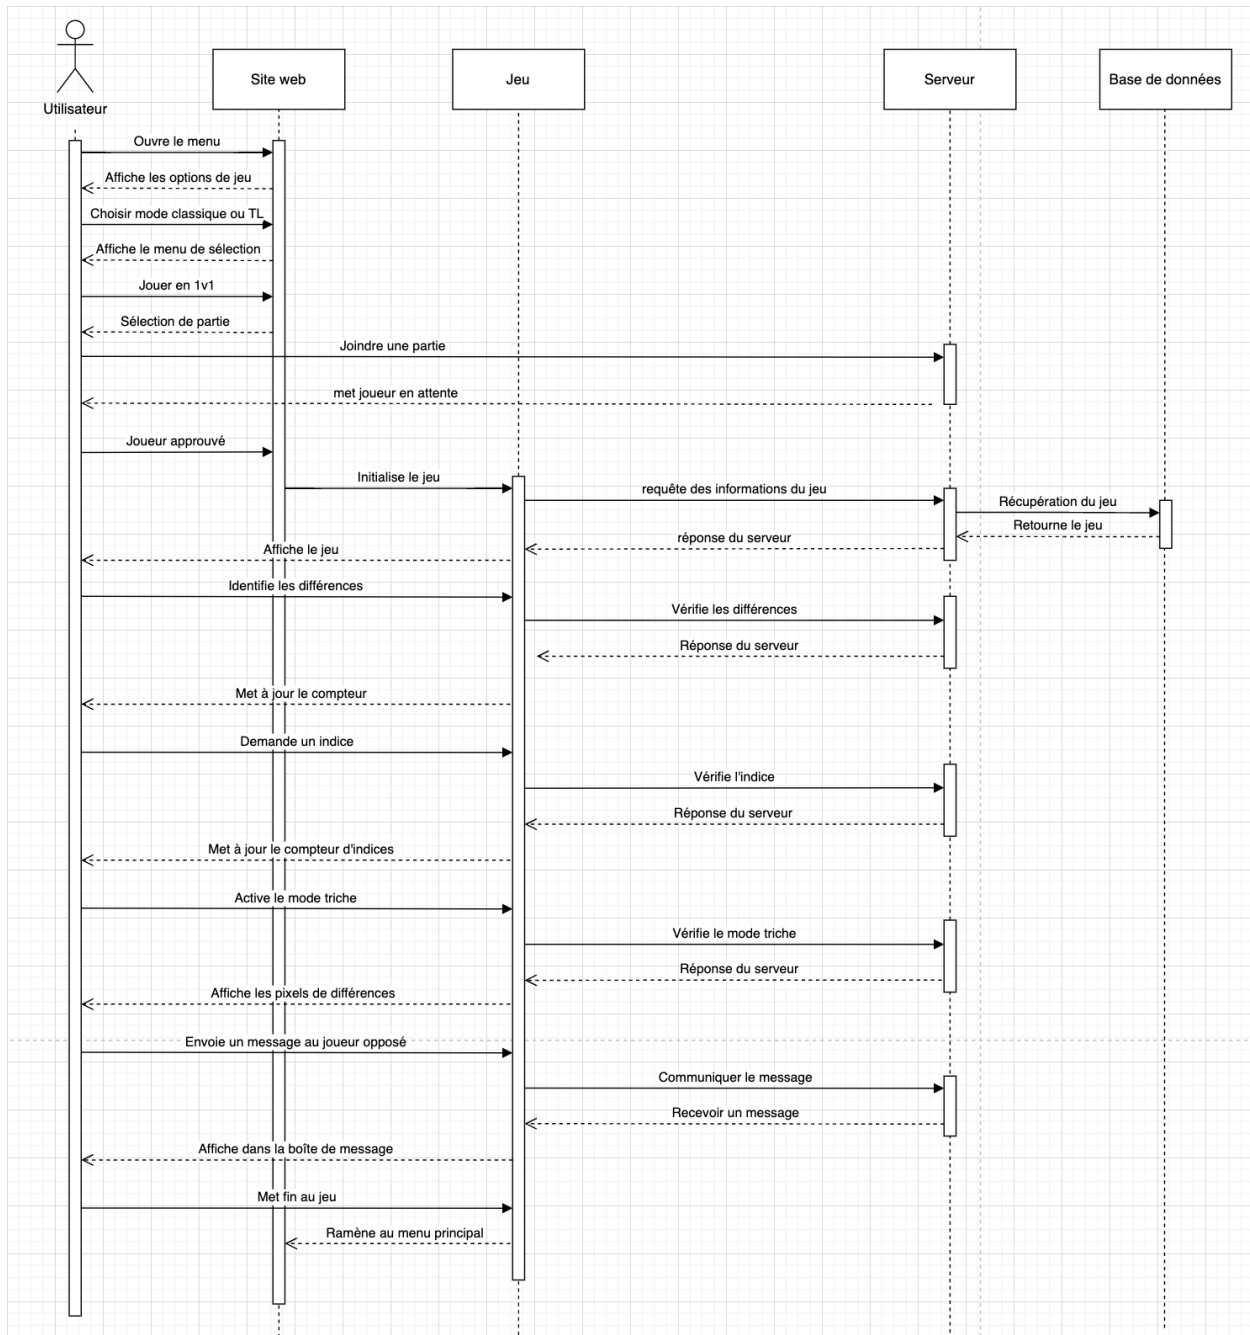 Utilisateur
Site web
Jeu
Serveur
Base de données
Ouvre le menu
Affiche les options de jeu
Choisir mode classique ou TL
Affiche le menu de sélection
Jouer en 1v1
Sélection de partie
Joindre une partie
met joueur en attente
Joueur approuvé
Initialise le jeu
requête des informations du jeu
Récupération du jeu
Retourne le jeu
réponse du serveur
Affiche le jeu
Identifie les différences
Vérifie les différences
Réponse du serveur
Met à jour le compteur
Demande un indice
Vérifie l'indice
Réponse du serveur
Met à jour le compteur d'indices
Active le mode triche
Vérifie le mode triche
Réponse du serveur
Affiche les pixels de différences
Envoie un message au joueur opposé
Communiquer le message
Recevoir un message
Affiche dans la boîte de message
Met fin au jeu
Ramène au menu principal